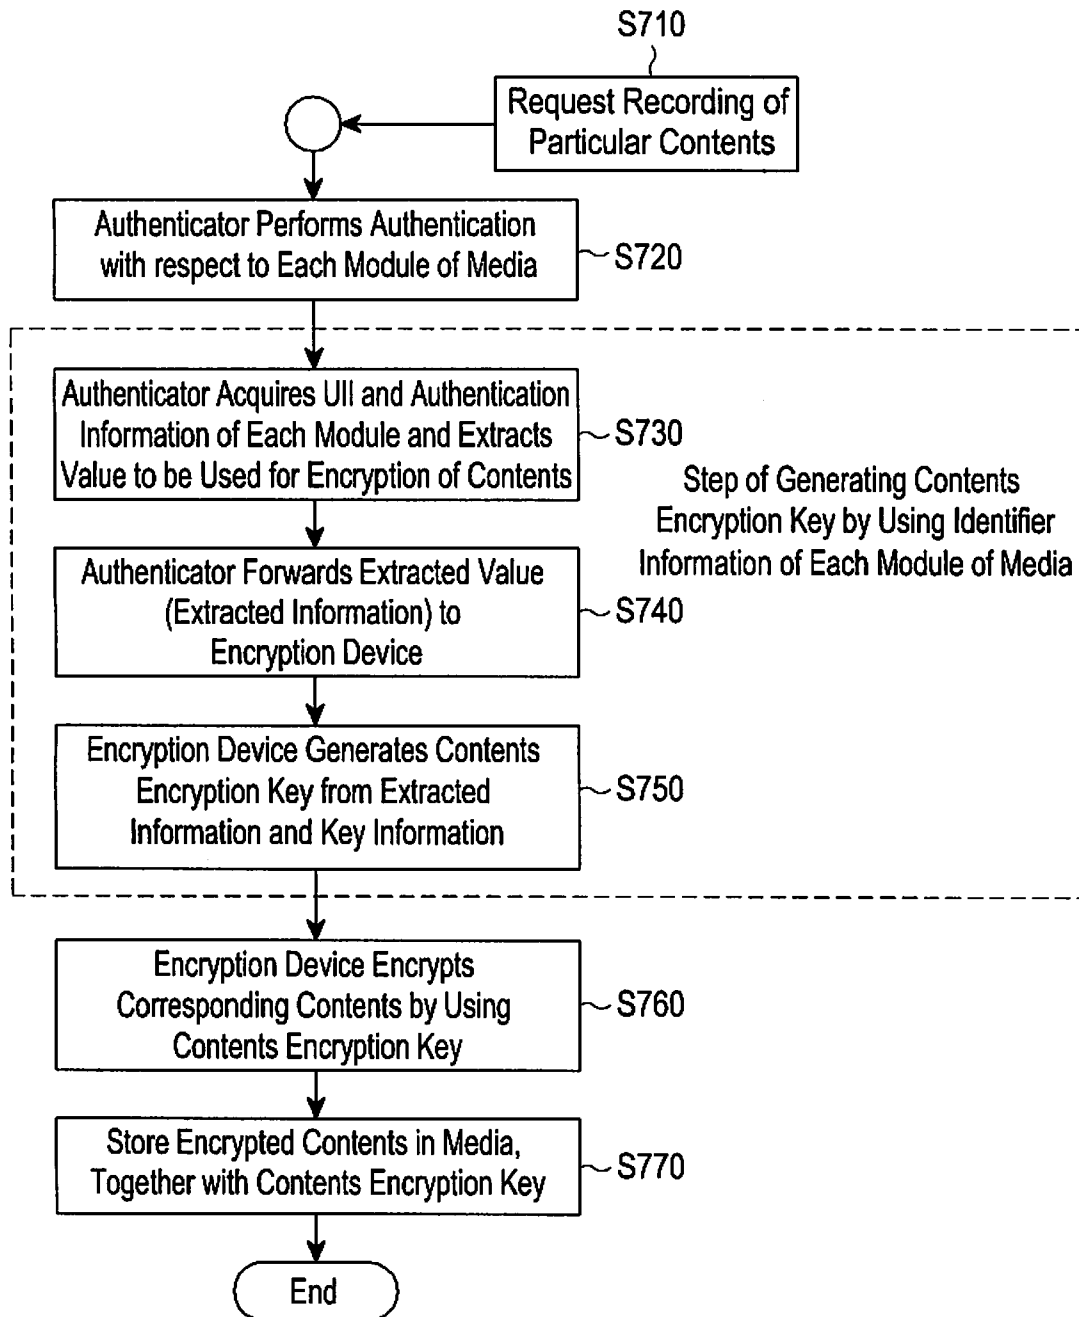 S710
Request Recording of
Particular Contents
Authenticator Performs Authentication
with respect to Each Module of Media
S720
Authenticator Acquires UII and Authentication
Information of Each Module and Extracts
Value to be Used for Encryption of Contents
S730
Step of Generating Contents
Encryption Key by Using Identifier
Information of Each Module of Media
Authenticator Forwards Extracted Value
(Extracted Information) to
Encryption Device
S740
Encryption Device Generates Contents
Encryption Key from Extracted
Information and Key Information
S750
Encryption Device Encrypts
Corresponding Contents by Using
Contents Encryption Key
S760
Store Encrypted Contents in Media,
Together with Contents Encryption Key
S770
End